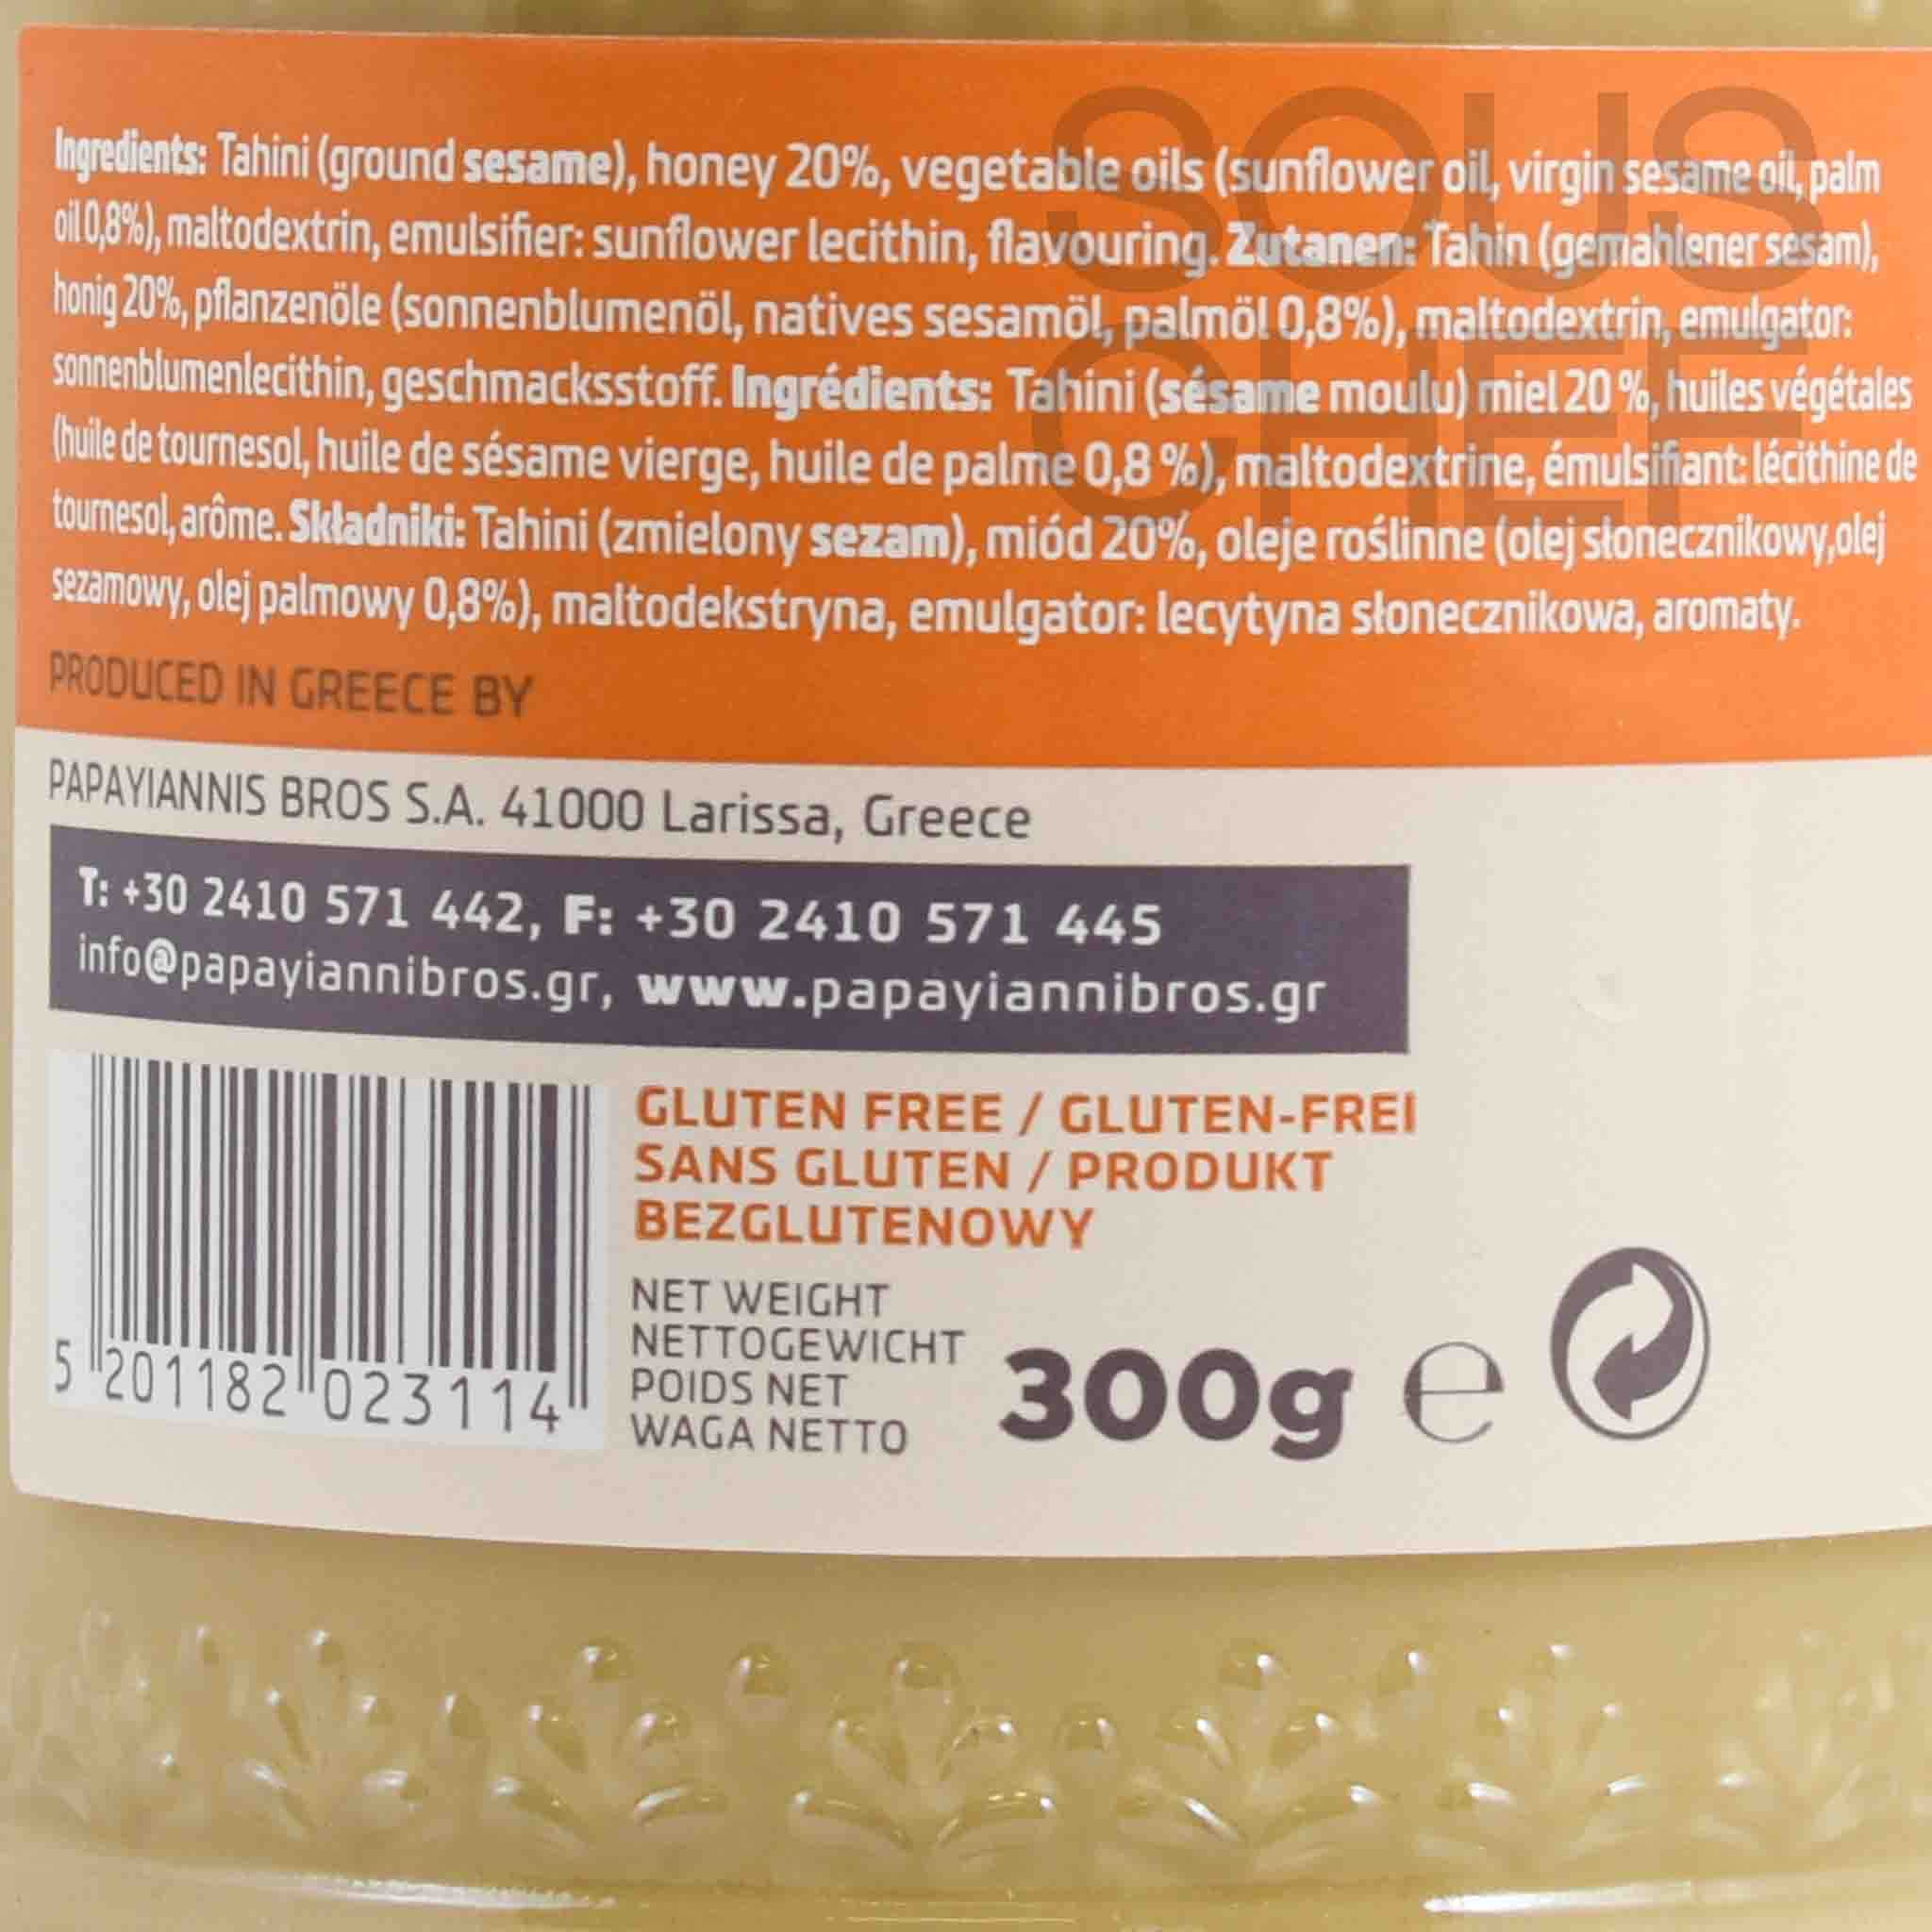 SOUS
CHEF
Ingredients: Tahini (ground sesame), honey 20%, vegetable oils (sunflower oil, virgin sesame oil, palm
oil 0,8%), maltodextrin, emulsifier: sunflower lecithin, flavouring. Zutanen: Tahin (gemahlener sesam),
honig 20%, pflanzenöle (sonnenblumenöl, natives sesamöl, palmöl 0,8%), maltodextrin, emulgator:
sonnenblumenlecithin, geschmacksstoff. Ingrédients: Tahini (sésame moulu) miel 20 %, huiles végétales
(huile de tournesol, huile de sésame vierge, huile de palme 0,8 %), maltodextrine, émulsifiant: lécithine de
tournesol, arôme. Składniki: Tahini (zmielony sezam), miód 20%, oleje roślinne (olej słonecznikowy,olej
sezamowy, olej palmowy 0,8%), maltodekstryna, emulgator: lecytyna słonecznikowa, aromaty.
PRODUCED IN GREECE BY
PAPAYIANNIS BROS S.A. 41000 Larissa, Greece
T: +30 2410 571 442, F: +30 2410 571 445
info@papayiannibros.gr, www.papayiannibros.gr
GLUTEN FREE / GLUTEN-FREI
SANS GLUTEN / PRODUKT
BEZGLUTENOWY
NET WEIGHT
NETTOGEWICHT
POIDS NET
WAGA NETTO
300g e
5 201182 023114